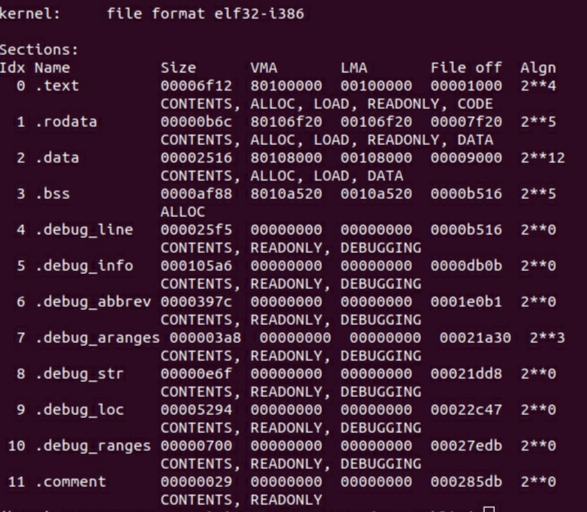 kernel:     file format elf32-i386
Sections:
Idx Name          Size      VMA       LMA       File off  Algn
  0 .text         00006f12  80100000  00100000  00001000  2**4
                  CONTENTS, ALLOC, LOAD, READONLY, CODE
  1 .rodata       00000b6c  80106f20  00106f20  00007f20  2**5
                  CONTENTS, ALLOC, LOAD, READONLY, DATA
  2 .data         00002516  80108000  00108000  00009000  2**12
                  CONTENTS, ALLOC, LOAD, DATA
  3 .bss          0000af88  8010a520  0010a520  0000b516  2**5
                  ALLOC
  4 .debug_line   000025f5  00000000  00000000  0000b516  2**0
                  CONTENTS, READONLY, DEBUGGING
  5 .debug_info   000105a6  00000000  00000000  0000db0b  2**0
                  CONTENTS, READONLY, DEBUGGING
  6 .debug_abbrev 0000397c  00000000  00000000  0001e0b1  2**0
                  CONTENTS, READONLY, DEBUGGING
  7 .debug_aranges 000003a8  00000000  00000000  00021a30  2**3
                  CONTENTS, READONLY, DEBUGGING
  8 .debug_str    00000e6f  00000000  00000000  00021dd8  2**0
                  CONTENTS, READONLY, DEBUGGING
  9 .debug_loc    00005294  00000000  00000000  00022c47  2**0
                  CONTENTS, READONLY, DEBUGGING
 10 .debug_ranges 00000700  00000000  00000000  00027edb  2**0
                  CONTENTS, READONLY, DEBUGGING
 11 .comment      00000029  00000000  00000000  000285db  2**0
                  CONTENTS, READONLY